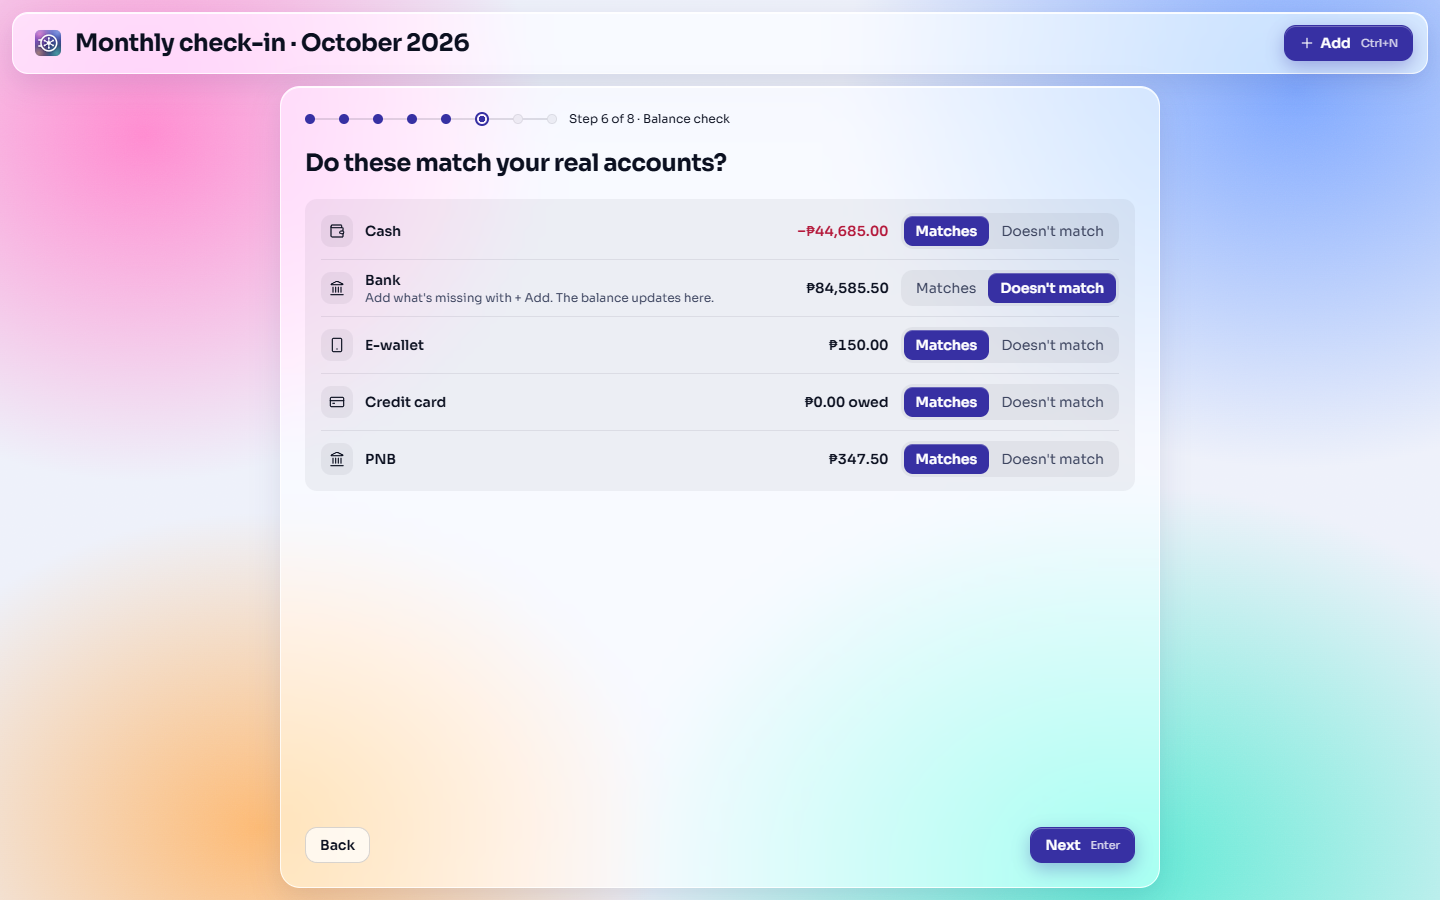 Monthly check-in · October 2026
+ Add Ctrl+N
Step 6 of 8 · Balance check
Do these match your real accounts?
Cash −₱44,685.00 Matches Doesn't match
Bank
Add what's missing with + Add. The balance updates here.
₱84,585.50 Matches Doesn't match
E-wallet ₱150.00 Matches Doesn't match
Credit card ₱0.00 owed Matches Doesn't match
PNB ₱347.50 Matches Doesn't match
Back
Next Enter